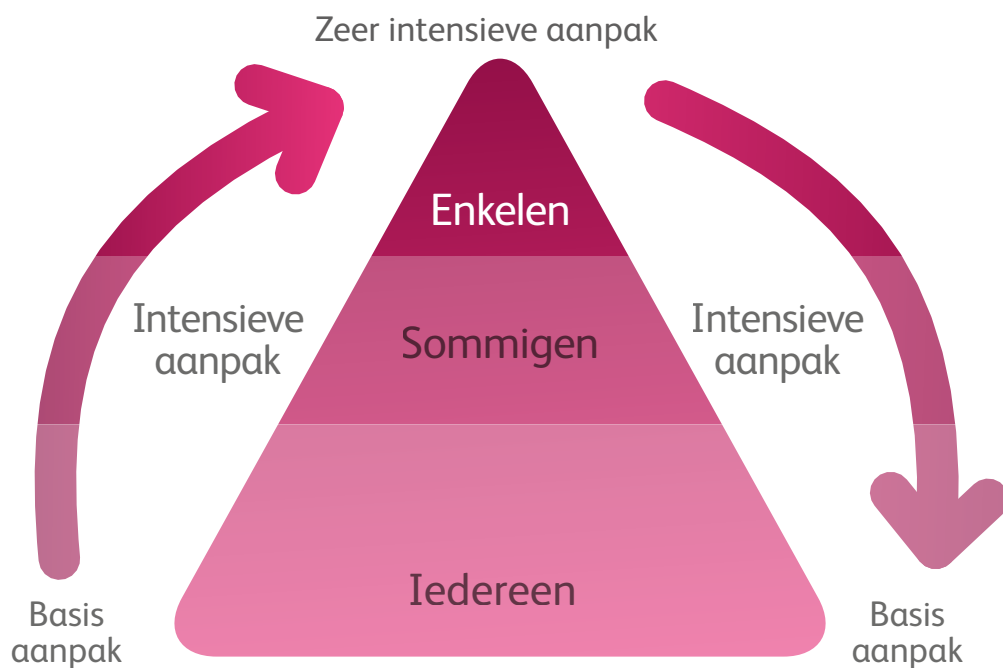 Zeer intensieve aanpak
Enkelen
Intensieve
aanpak
Sommigen
Intensieve
aanpak
Iedereen
Basis
aanpak
Basis
aanpak